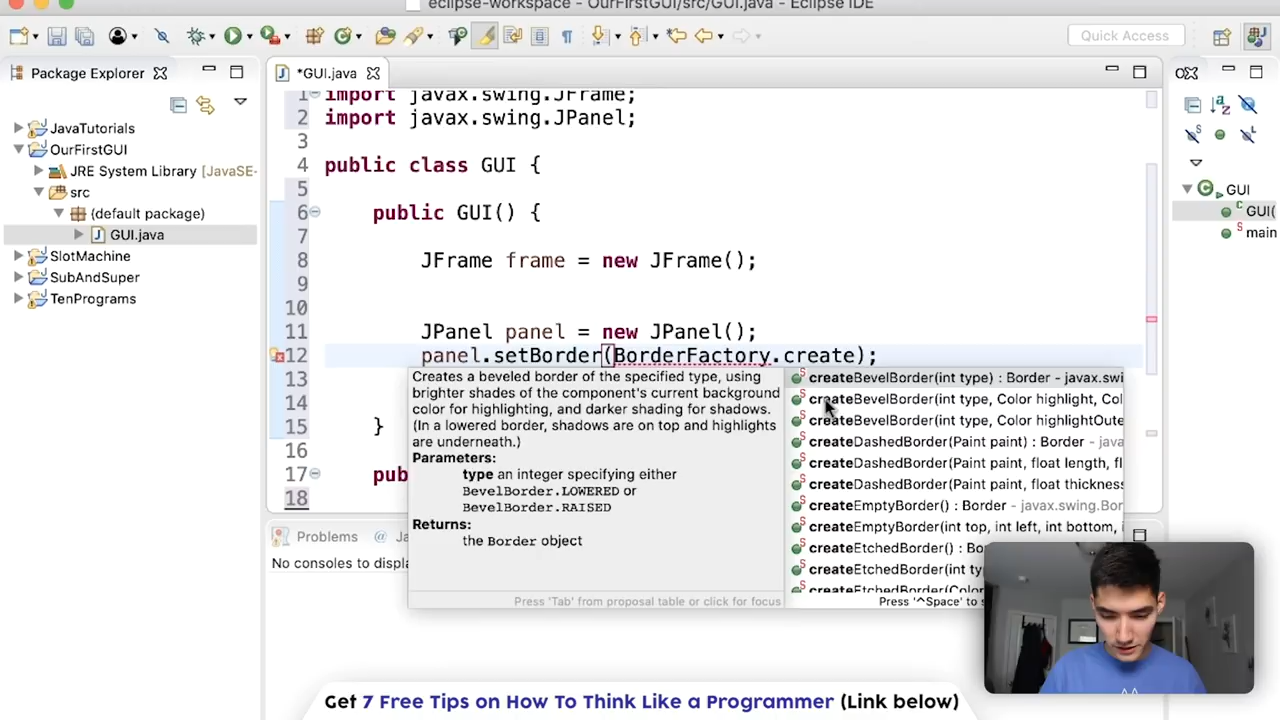 eclipse-workspace - OurFirstGUI/src/GUI.java - Eclipse IDE
Quick Access
Package Explorer
*GUI.java
JavaTutorials
OurFirstGUI
JRE System Library [JavaSE-
src
(default package)
GUI.java
SlotMachine
SubAndSuper
TenPrograms
1 import javax.swing.JFrame;
2 import javax.swing.JPanel;
3
4 public class GUI {
5
6 public GUI() {
7
8 JFrame frame = new JFrame();
9
10
11 JPanel panel = new JPanel();
12 panel.setBorder(BorderFactory.create);
13
14
15 }
16
17 pub
18
Creates a beveled border of the specified type, using
brighter shades of the component's current background
color for highlighting, and darker shading for shadows.
(In a lowered border, shadows are on top and highlights
are underneath.)
Parameters:
type an integer specifying either
BevelBorder.LOWERED or
BevelBorder.RAISED
Returns:
the Border object
Press 'Tab' from proposal table or click for focus
createBevelBorder(int type) : Border - javax.swi
createBevelBorder(int type, Color highlight, Col
createBevelBorder(int type, Color highlightOute
createDashedBorder(Paint paint) : Border - java
createDashedBorder(Paint paint, float length, fl
createDashedBorder(Paint paint, float thickness
createEmptyBorder() : Border - javax.swing.Bor
createEmptyBorder(int top, int left, int bottom, i
createEtchedBorder() : Bo
createEtchedBorder(int ty
createEtchedBorder(Color
Press '^Space' to s
GUI
GUI(
main
Problems
@ Ja
No consoles to displa
Get 7 Free Tips on How To Think Like a Programmer (Link below)